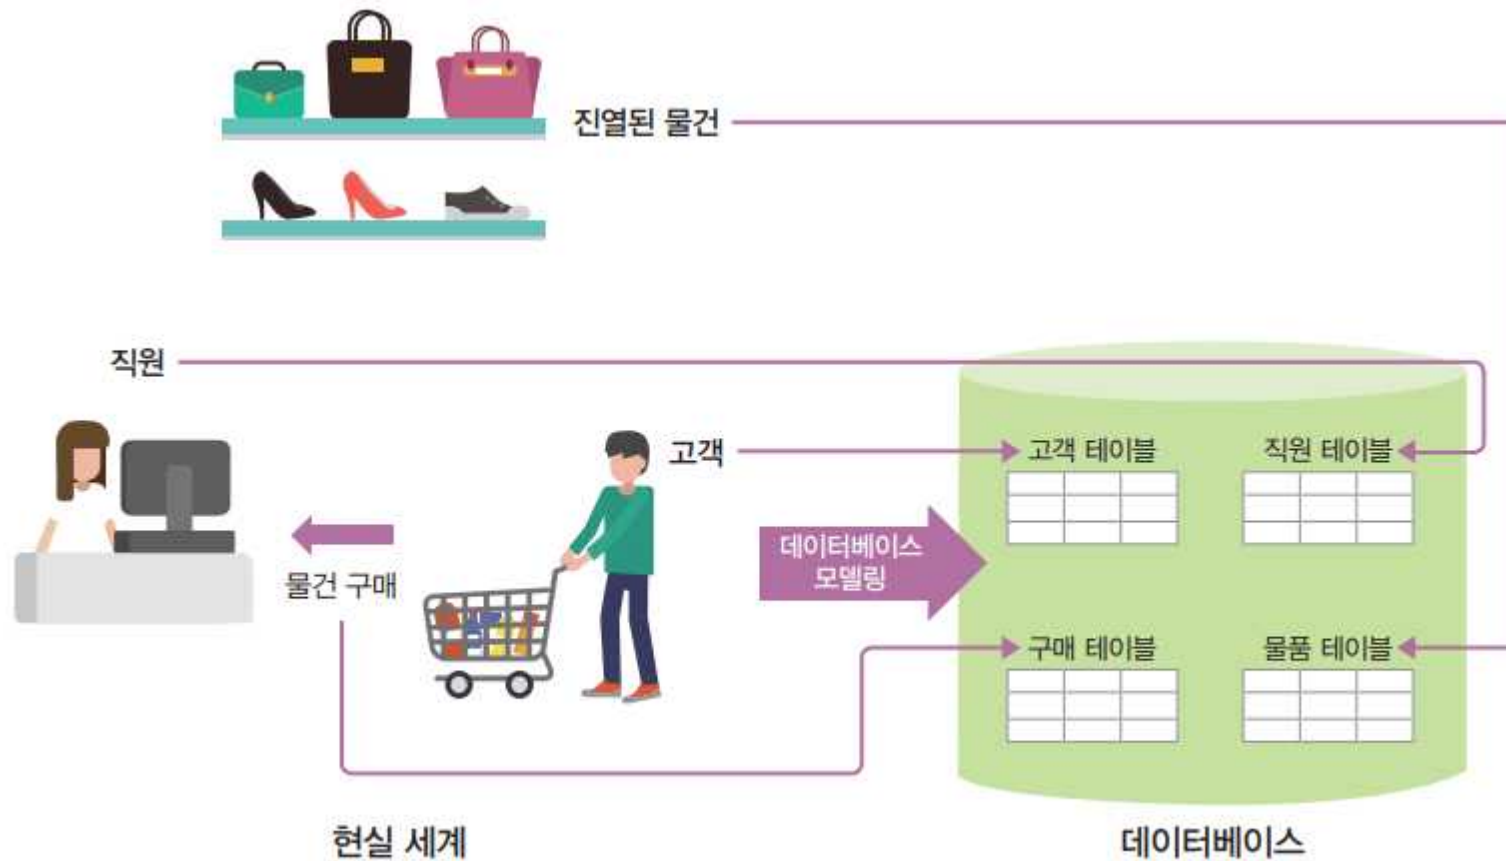 진열된 물건
직원
고객
고객 테이블
직원 테이블
데이터베이스
모델링
물건 구매
구매 테이블
물품 테이블
현실 세계
데이터베이스